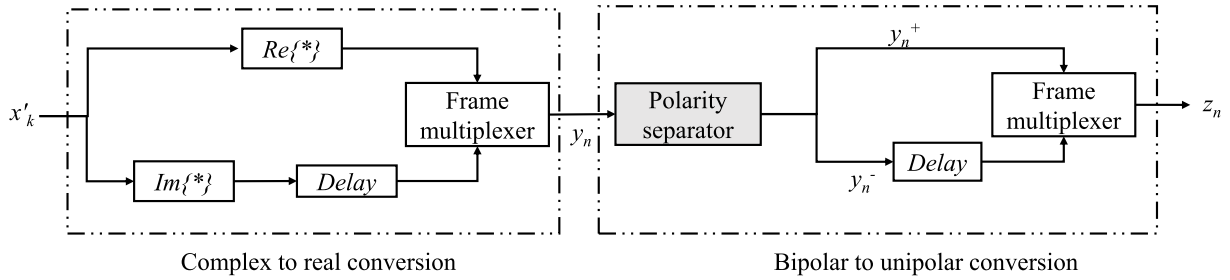 Re{*}
x'ₖ
Frame
multiplexer
Im{*}
Delay
yₙ
Polarity
separator
yₙ⁺
yₙ⁻
Delay
Frame
multiplexer
zₙ
Complex to real conversion
Bipolar to unipolar conversion